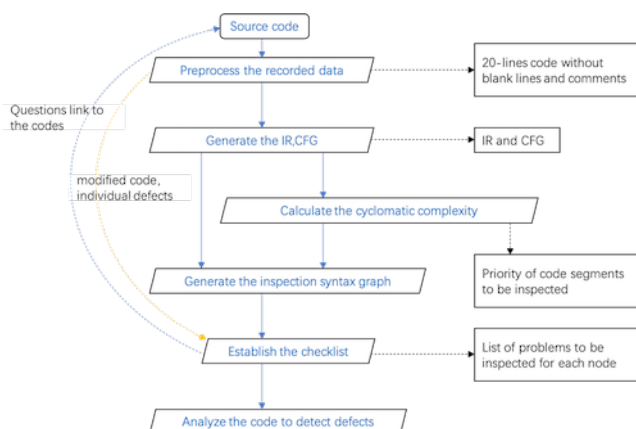 Source code
Preprocess the recorded data
20-lines code without
blank lines and comments
Questions link to
the codes
Generate the IR,CFG
IR and CFG
modified code,
individual defects
Calculate the cyclomatic complexity
Generate the inspection syntax graph
Priority of code segments
to be inspected
Establish the checklist
List of problems to be
inspected for each node
Analyze the code to detect defects